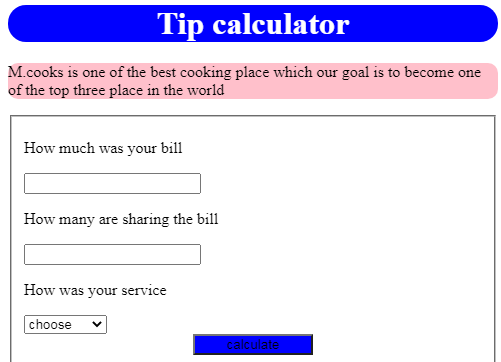 Tip calculator
M.cooks is one of the best cooking place which our goal is to become one
of the top three place in the world
How much was your bill
How many are sharing the bill
How was your service
choose
calculate